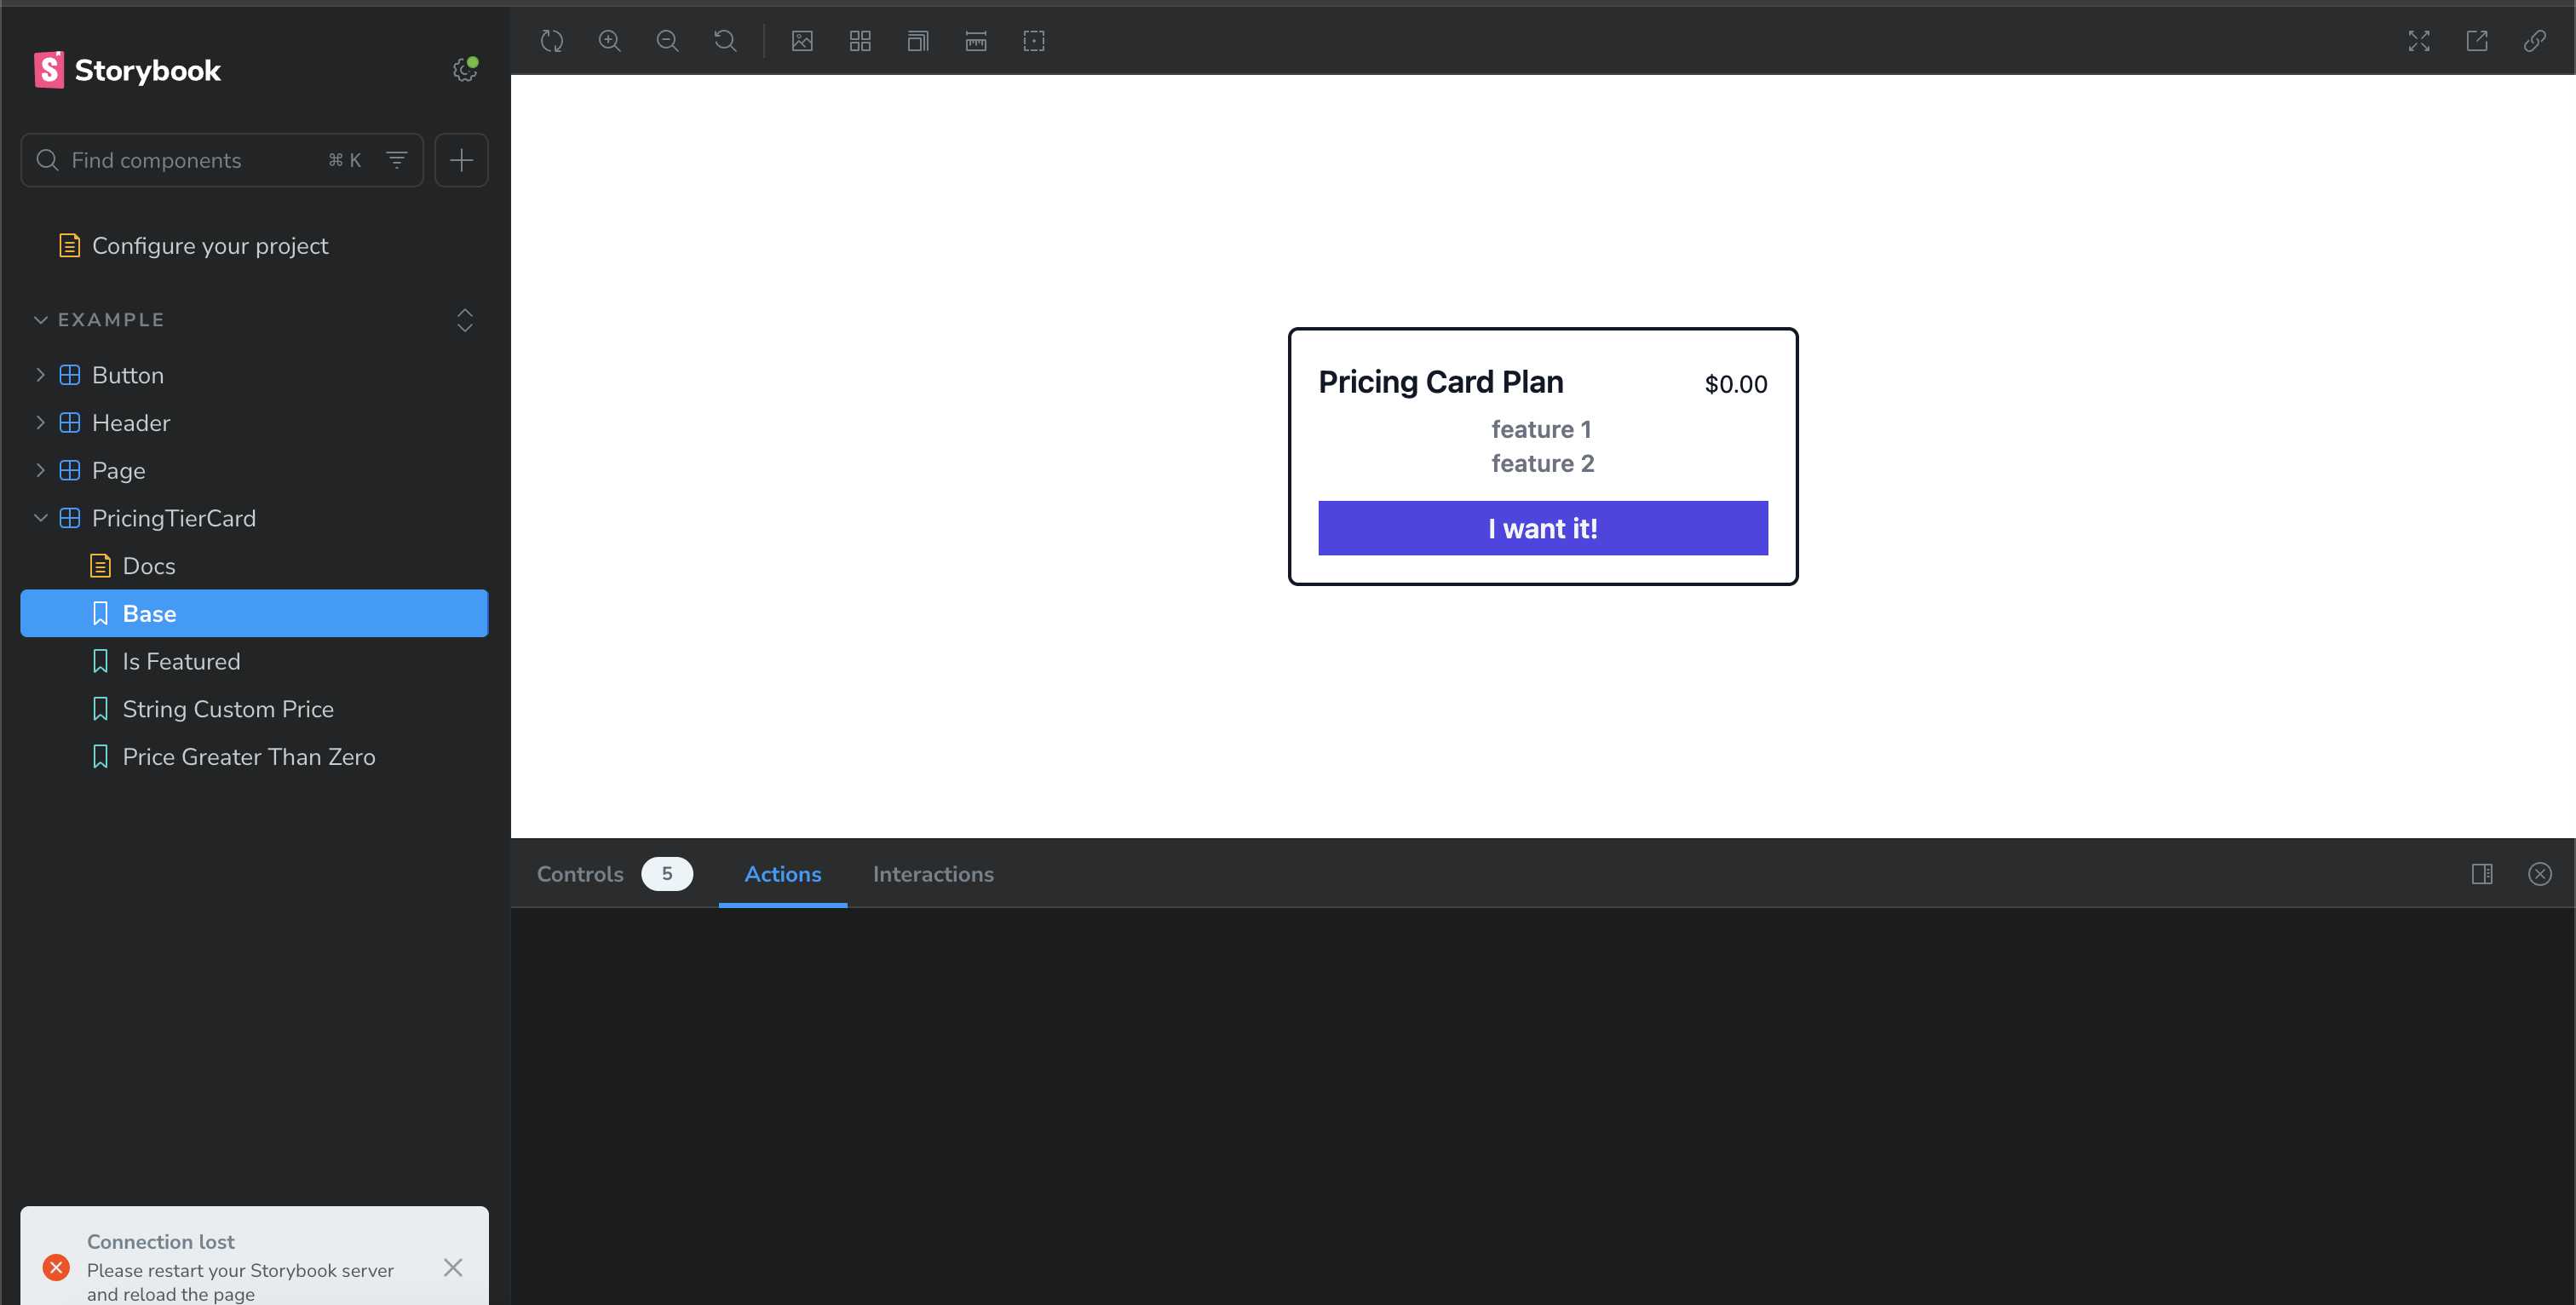 Storybook
Find components
⌘ K
Configure your project
EXAMPLE
Button
Header
Page
PricingTierCard
Docs
Base
Is Featured
String Custom Price
Price Greater Than Zero
Connection lost
Please restart your Storybook server
and reload the page
Pricing Card Plan
$0.00
feature 1
feature 2
I want it!
Controls 5
Actions
Interactions